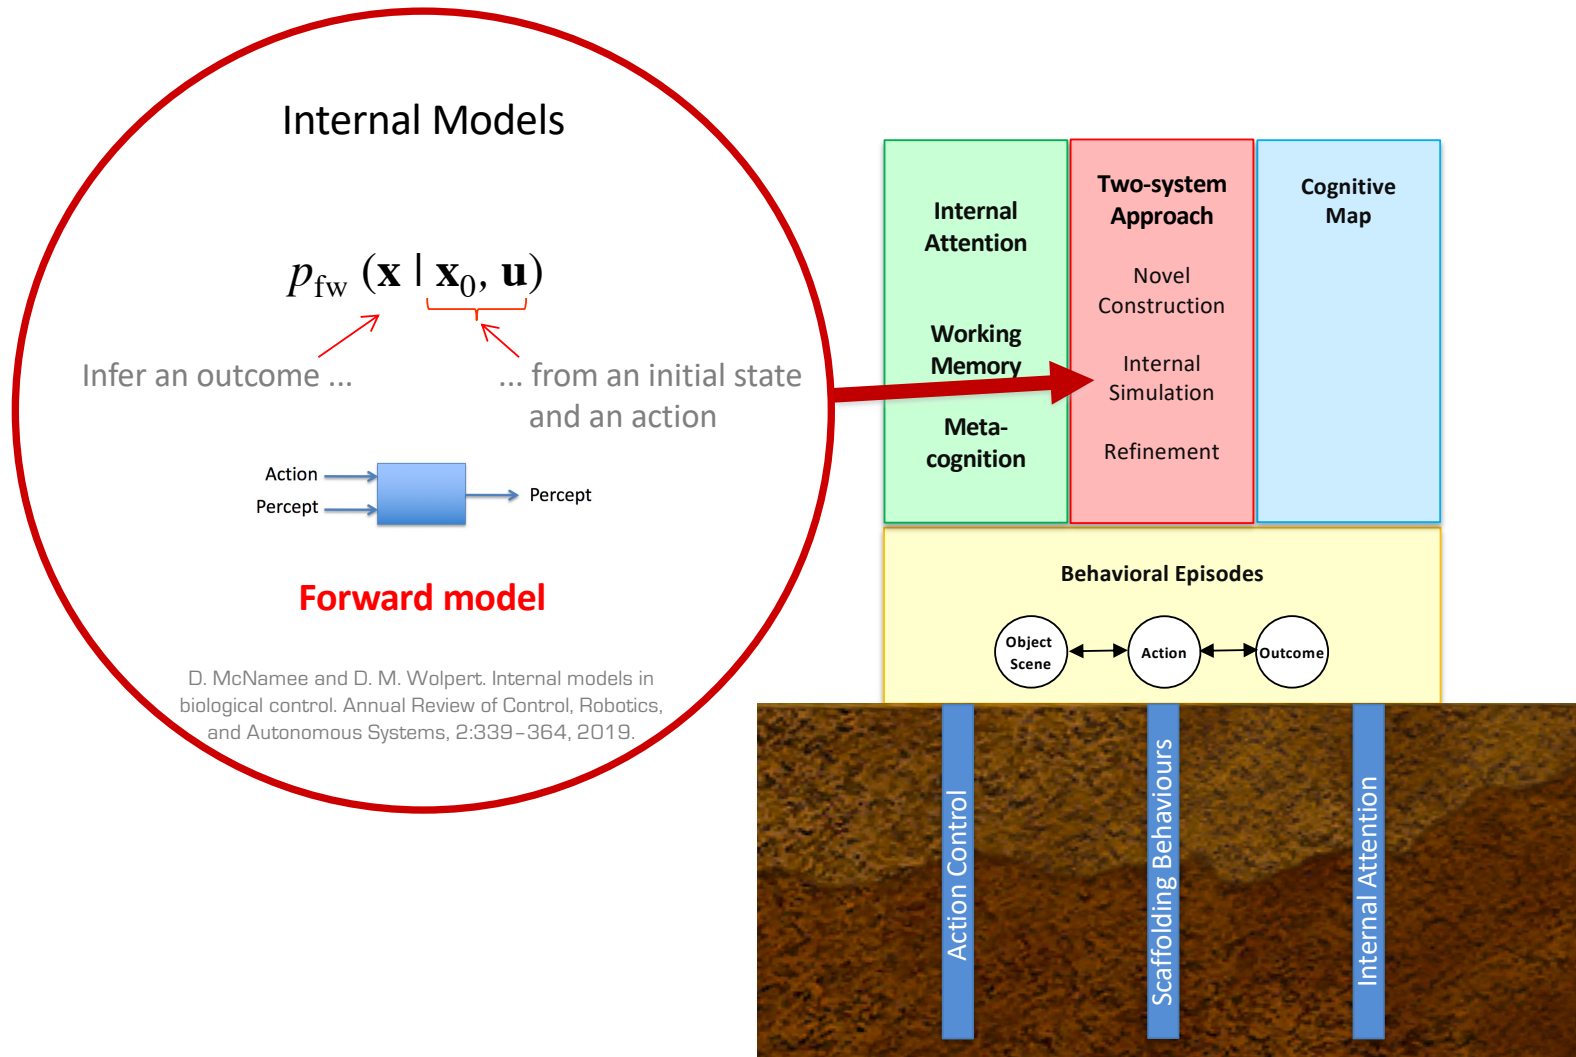 Internal Models
p_fw (x | x_0, u)
Infer an outcome ...
... from an initial state
and an action
Action
Percept
Percept
Forward model
D. McNamee and D. M. Wolpert. Internal models in
biological control. Annual Review of Control, Robotics,
and Autonomous Systems, 2:339–364, 2019.
Internal
Attention
Working
Memory
Meta-
cognition
Two-system
Approach
Novel
Construction
Internal
Simulation
Refinement
Cognitive
Map
Behavioral Episodes
Object
Scene
Action
Outcome
Action Control
Scaffolding Behaviours
Internal Attention